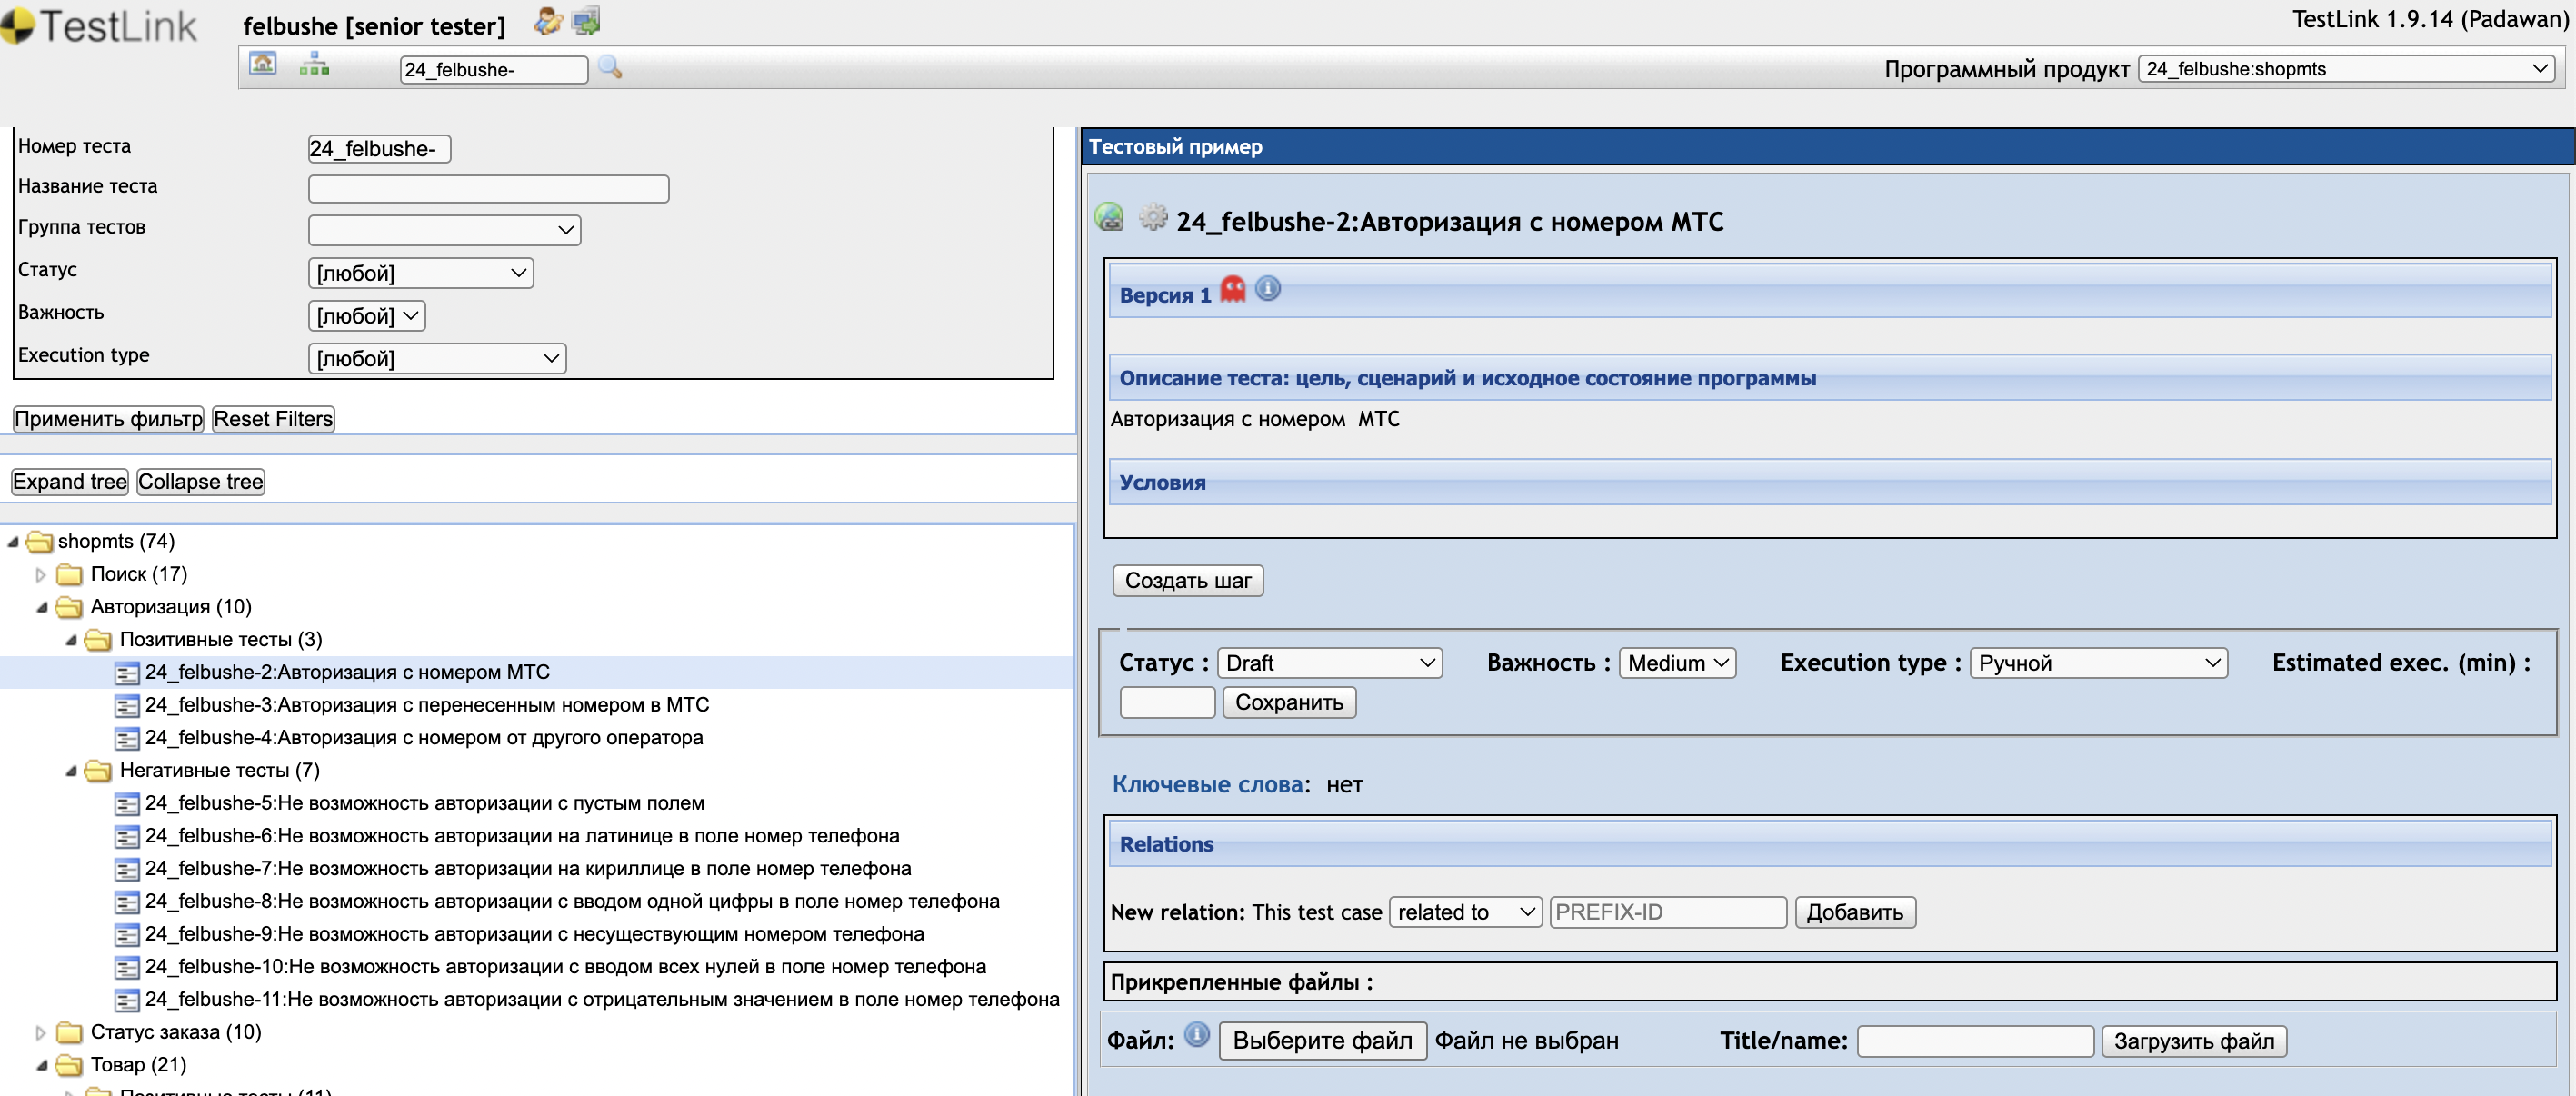 TestLink
felbushe [senior tester]
TestLink 1.9.14 (Padawan)
24_felbushe-
Программный продукт 24_felbushe:shopmts
Номер теста 24_felbushe-
Название теста
Группа тестов
Статус [любой]
Важность [любой]
Execution type [любой]
Применить фильтр Reset Filters
Expand tree Collapse tree
shopmts (74)
Поиск (17)
Авторизация (10)
Позитивные тесты (3)
24_felbushe-2:Авторизация с номером МТС
24_felbushe-3:Авторизация с перенесенным номером в МТС
24_felbushe-4:Авторизация с номером от другого оператора
Негативные тесты (7)
24_felbushe-5:Не возможность авторизации с пустым полем
24_felbushe-6:Не возможность авторизации на латинице в поле номер телефона
24_felbushe-7:Не возможность авторизации на кириллице в поле номер телефона
24_felbushe-8:Не возможность авторизации с вводом одной цифры в поле номер телефона
24_felbushe-9:Не возможность авторизации с несуществующим номером телефона
24_felbushe-10:Не возможность авторизации с вводом всех нулей в поле номер телефона
24_felbushe-11:Не возможность авторизации с отрицательным значением в поле номер телефона
Статус заказа (10)
Товар (21)
Позитивные тесты (11)
Тестовый пример
24_felbushe-2:Авторизация с номером МТС
Версия 1
Описание теста: цель, сценарий и исходное состояние программы
Авторизация с номером МТС
Условия
Создать шаг
Статус : Draft Важность : Medium Execution type : Ручной Estimated exec. (min) :
Сохранить
Ключевые слова: нет
Relations
New relation: This test case related to PREFIX-ID Добавить
Прикрепленные файлы :
Файл: Выберите файл Файл не выбран Title/name: Загрузить файл